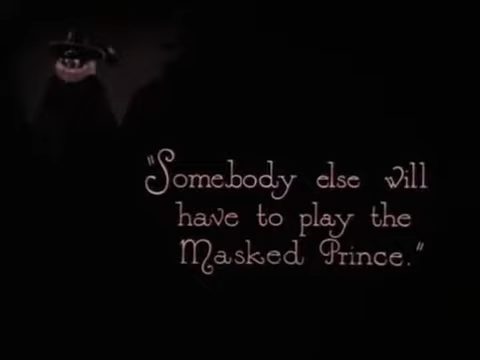 "Somebody else will
have to play the
Masked Prince."